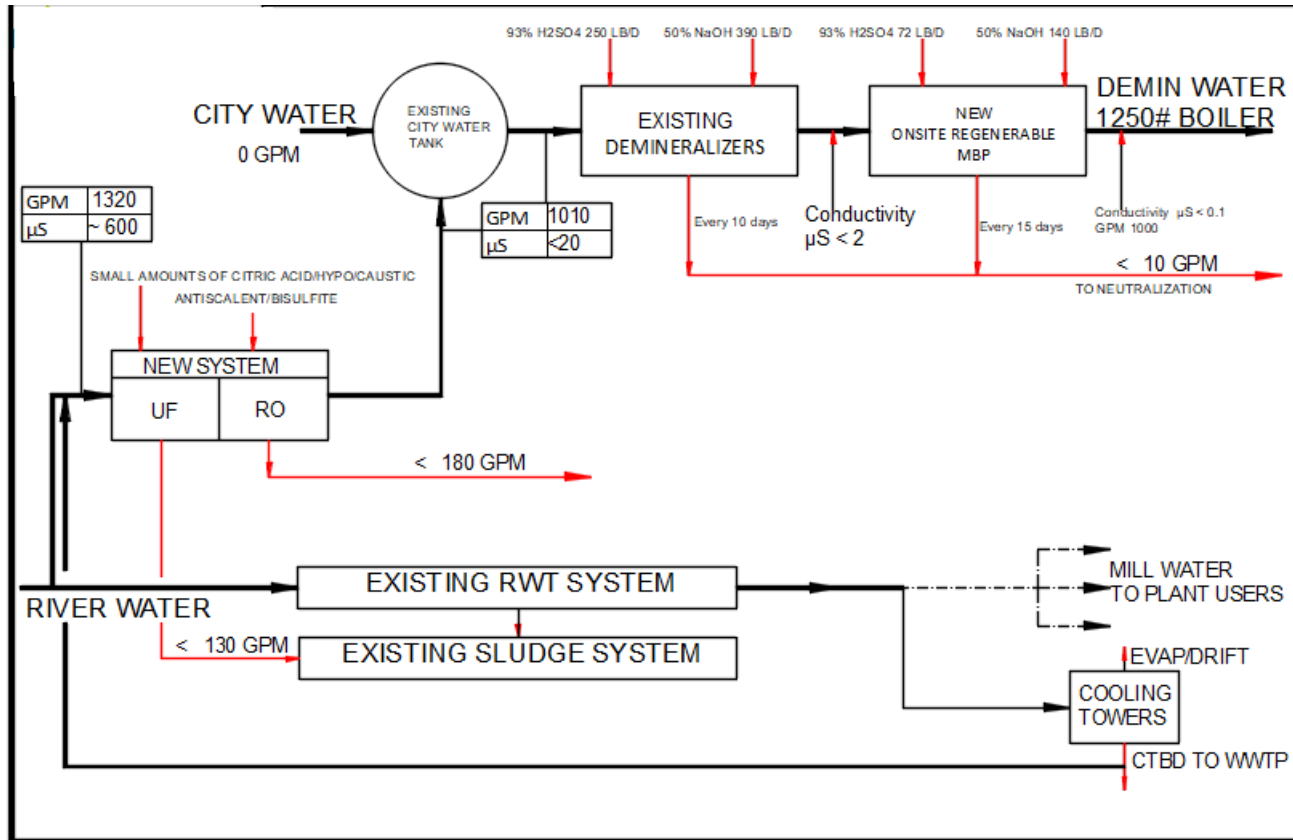 93% H2SO4 250 LB/D
50% NaOH 390 LB/D
93% H2SO4 72 LB/D
50% NaOH 140 LB/D
CITY WATER
0 GPM
EXISTING
CITY WATER
TANK
EXISTING
DEMINERALIZERS
NEW
ONSITE REGENERABLE
MBP
DEMIN WATER
1250# BOILER
GPM 1320
µS ~ 600
GPM 1010
µS <20
Every 10 days
Conductivity
µS < 2
Every 15 days
Conductivity µS < 0.1
GPM 1000
< 10 GPM
TO NEUTRALIZATION
SMALL AMOUNTS OF CITRIC ACID/HYPO/CAUSTIC
ANTISCALENT/BISULFITE
NEW SYSTEM
UF
RO
< 180 GPM
RIVER WATER
EXISTING RWT SYSTEM
MILL WATER
TO PLANT USERS
< 130 GPM
EXISTING SLUDGE SYSTEM
EVAP/DRIFT
COOLING
TOWERS
CTBD TO WWTP